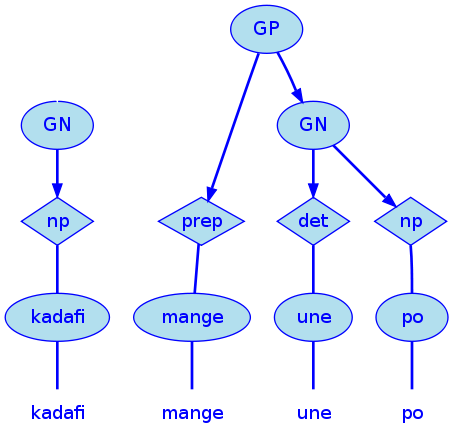 GP
GN GN
np prep det np
kadafi mange une po
kadafi mange une po